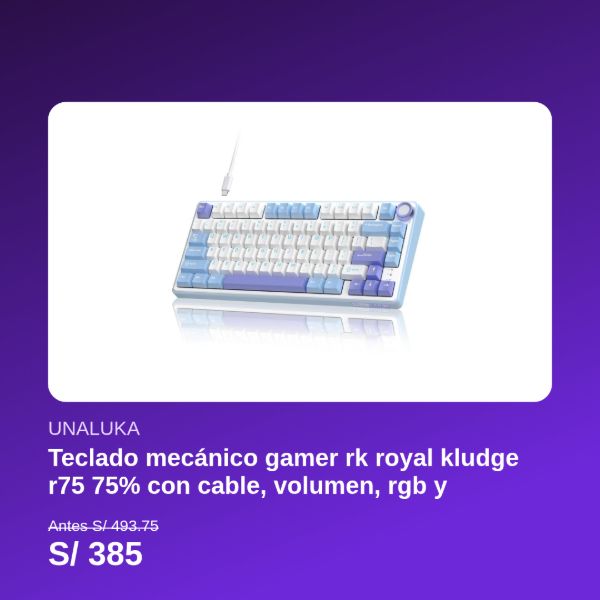 UNALUKA
Teclado mecánico gamer rk royal kludge
r75 75% con cable, volumen, rgb y
Antes S/ 493.75
S/ 385